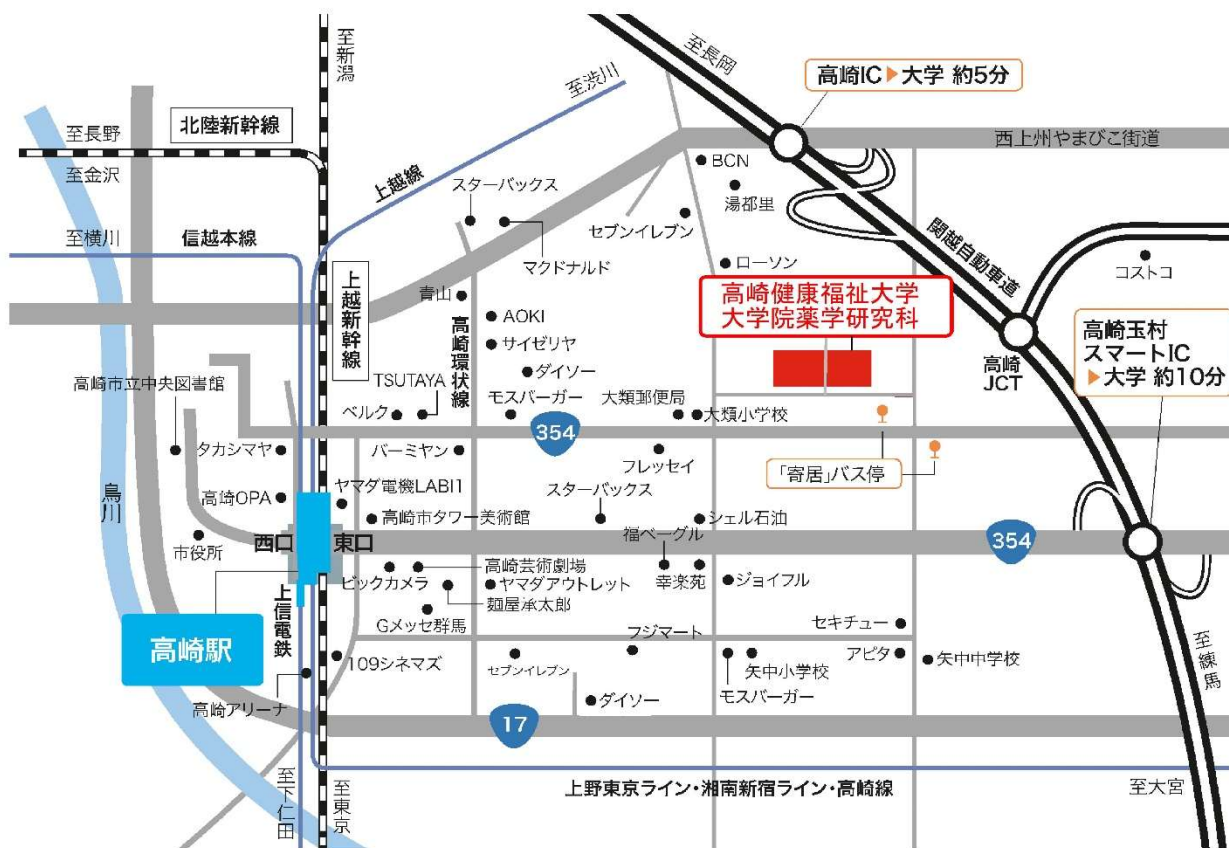 至新潟
至長岡
高崎IC▶大学 約5分
至渋川
北陸新幹線
至長野
至金沢
上越線
西上州やまびこ街道
BCN
湯都里
スターバックス
セブンイレブン
マクドナルド
至横川
信越本線
上越新幹線
関越自動車道
コストコ
ローソン
青山
高崎環状線
AOKI
サイゼリヤ
ダイソー
高崎健康福祉大学
大学院薬学研究科
高崎
JCT
高崎玉村
スマートIC
▶大学 約10分
高崎市立中央図書館
TSUTAYA
ベルク
モスバーガー
大類郵便局
大類小学校
354
タカシマヤ
バーミヤン
フレッセイ
「寄居」バス停
烏川
高崎OPA
ヤマダ電機LABI1
高崎市タワー美術館
スターバックス
シェル石油
市役所
西口
東口
福ベーグル
354
ビックカメラ
高崎芸術劇場
ヤマダアウトレット
幸楽苑
ジョイフル
麺屋承太郎
Gメッセ群馬
上信電鉄
高崎駅
109シネマズ
セブンイレブン
フジマート
セキチュー
アピタ
矢中中学校
矢中小学校
モスバーガー
至練馬
高崎アリーナ
ダイソー
17
至下仁田
至東京
上野東京ライン・湘南新宿ライン・高崎線
至大宮